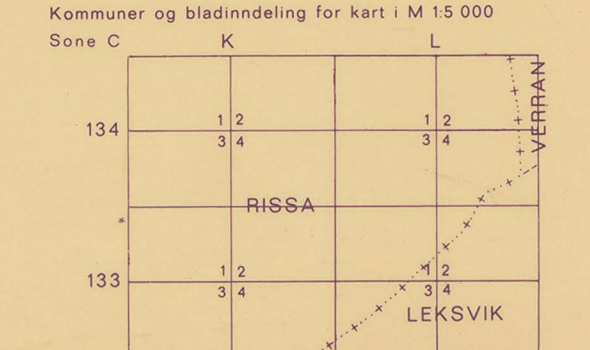 Kommuner og bladinndeling for kart i M 1:5 000
Sone C K L
VERRAN
1 2 1 2
134
3 4 3 4
RISSA
1 2 1 2
133
3 4 3 4
LEKSVIK